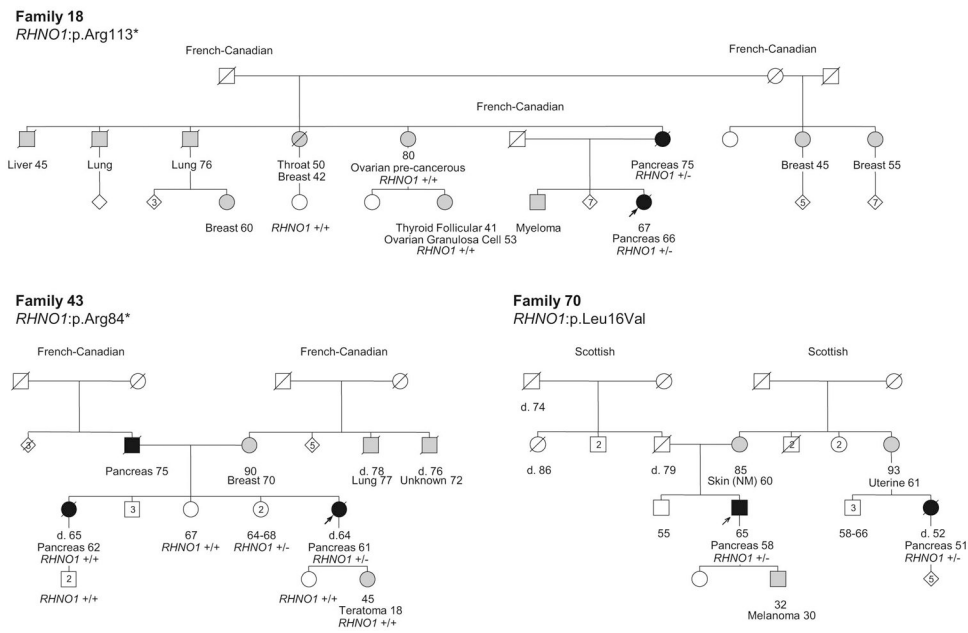 Family 18
RHNO1:p.Arg113*
French-Canadian
French-Canadian
French-Canadian
Liver 45
Lung
Lung 76
Throat 50
Breast 42
80
Ovarian pre-cancerous
RHNO1 +/+
Pancreas 75
RHNO1 +/-
Breast 45
Breast 55
3
Breast 60
RHNO1 +/+
Thyroid Follicular 41
Ovarian Granulosa Cell 53
RHNO1 +/+
Myeloma
7
67
Pancreas 66
RHNO1 +/-
5
7
Family 43
RHNO1:p.Arg84*
French-Canadian
French-Canadian
3
Pancreas 75
90
Breast 70
5
d. 78
Lung 77
d. 76
Unknown 72
d. 65
Pancreas 62
RHNO1 +/+
3
67
RHNO1 +/+
2
64-68
RHNO1 +/-
d.64
Pancreas 61
RHNO1 +/-
2
RHNO1 +/+
RHNO1 +/+
45
Teratoma 18
RHNO1 +/+
Family 70
RHNO1:p.Leu16Val
Scottish
Scottish
d. 74
d. 86
2
d. 79
85
Skin (NM) 60
2
2
93
Uterine 61
55
65
Pancreas 58
RHNO1 +/-
3
58-66
d. 52
Pancreas 51
RHNO1 +/-
32
Melanoma 30
5